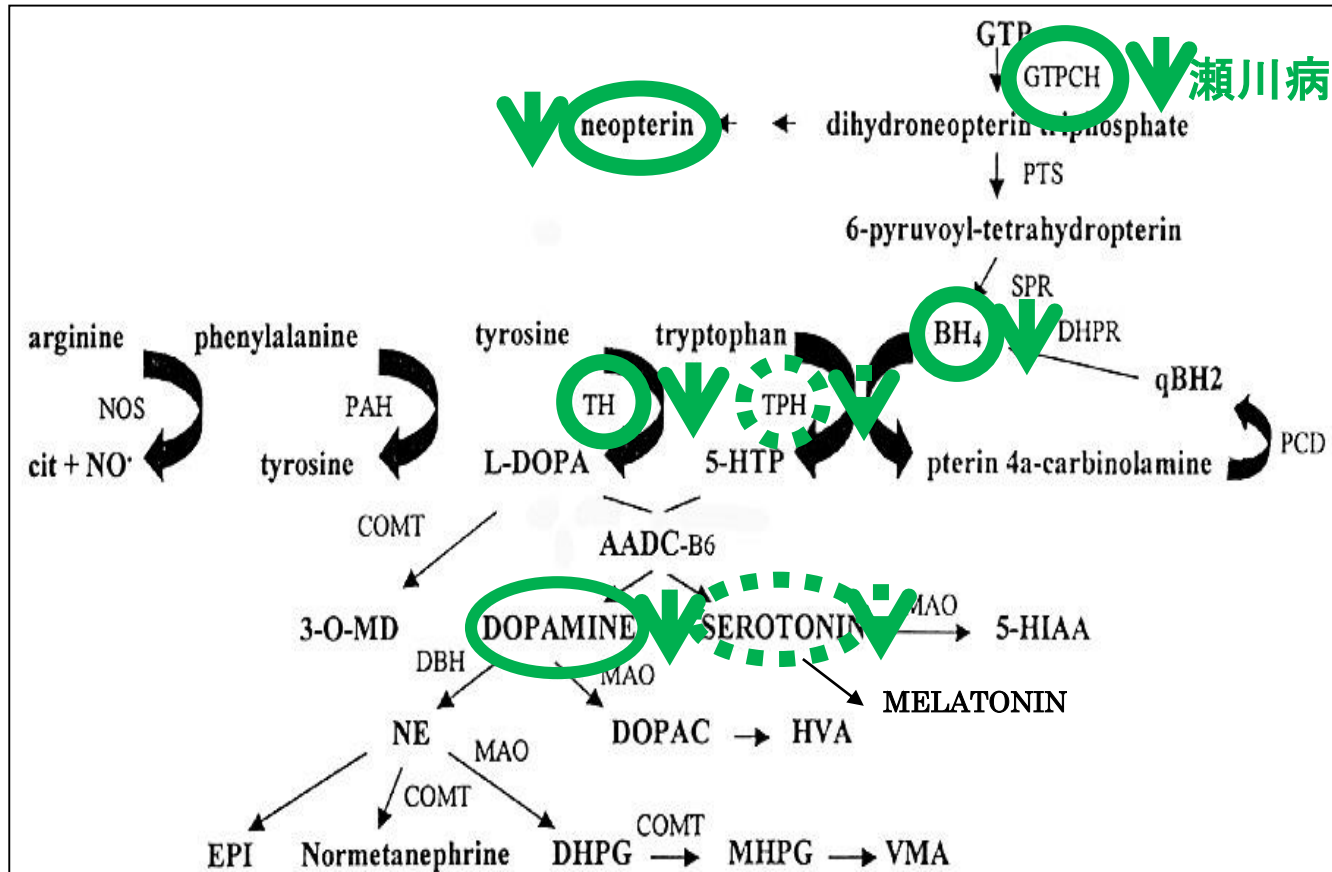 GTP
GTPCH
瀬川病
neopterin
dihydroneopterin triphosphate
PTS
6-pyruvoyl-tetrahydropterin
SPR
arginine
phenylalanine
tyrosine
tryptophan
BH₄
DHPR
qBH2
NOS
PAH
TH
TPH
PCD
cit + NO·
tyrosine
L-DOPA
5-HTP
pterin 4a-carbinolamine
COMT
AADC-B6
3-O-MD
DOPAMINE
SEROTONIN
MAO
5-HIAA
DBH
MAO
MELATONIN
NE
MAO
DOPAC
HVA
COMT
EPI
Normetanephrine
DHPG
COMT
MHPG
VMA